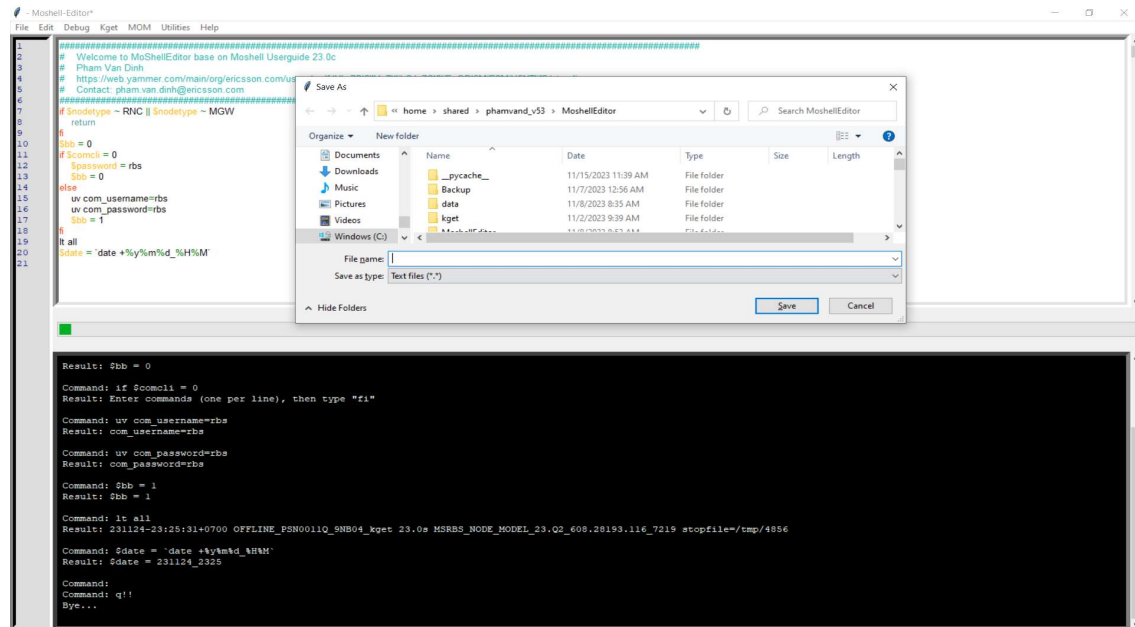 - Moshell-Editor*
File Edit Debug Kget MOM Utilities Help
1 ##############################################################################################################################
2 # Welcome to MoShellEditor base on Moshell Userguide 23.0c
3 # Pham Van Dinh
4 # https://web.yammer.com/main/org/ericsson.com/us
5 # Contact: pham.van.dinh@ericsson.com
6 ##############################################
7 if $nodetype ~ RNC || $nodetype ~ MGW
8 return
9 fi
10 $bb = 0
11 if $comcli = 0
12 $password = rbs
13 $bb = 0
14 else
15 uv com_username=rbs
16 uv com_password=rbs
17 $bb = 1
18 fi
19 lt all
20 $date = `date +%y%m%d_%H%M`
21
Save As
« home > shared > phamvand_v53 > MoshellEditor
Search MoshellEditor
Organize New folder
Documents
Downloads
Music
Pictures
Videos
Windows (C:)
Name Date Type Size Length
__pycache__ 11/15/2023 11:39 AM File folder
Backup 11/7/2023 12:56 AM File folder
data 11/8/2023 8:35 AM File folder
kget 11/2/2023 9:39 AM File folder
File name:
Save as type: Text files (*.*)
Hide Folders
Save Cancel
Result: $bb = 0
Command: if $comcli = 0
Result: Enter commands (one per line), then type "fi"
Command: uv com_username=rbs
Result: com_username=rbs
Command: uv com_password=rbs
Result: com_password=rbs
Command: $bb = 1
Result: $bb = 1
Command: lt all
Result: 231124-23:25:31+0700 OFFLINE_PSN0011Q_9NB04_kget 23.0s MSRBS_NODE_MODEL_23.Q2_608.28193.116_7219 stopfile=/tmp/4856
Command: $date = `date +%y%m%d_%H%M`
Result: $date = 231124_2325
Command:
Command: q!!
Bye...